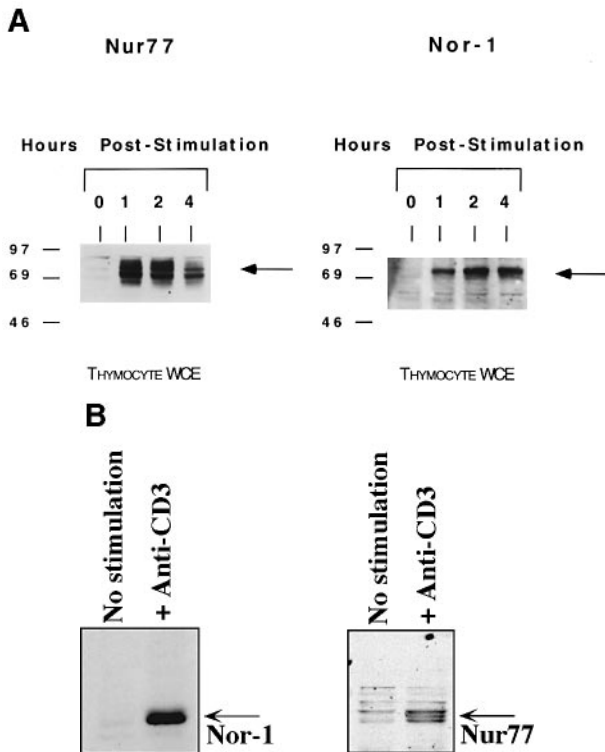 A
Nur77
Nor-1
Hours Post-Stimulation
Hours Post-Stimulation
0 1 2 4
0 1 2 4
97
69
46
97
69
46
THYMOCYTE WCE
THYMOCYTE WCE
B
No stimulation
+ Anti-CD3
No stimulation
+ Anti-CD3
Nor-1
Nur77